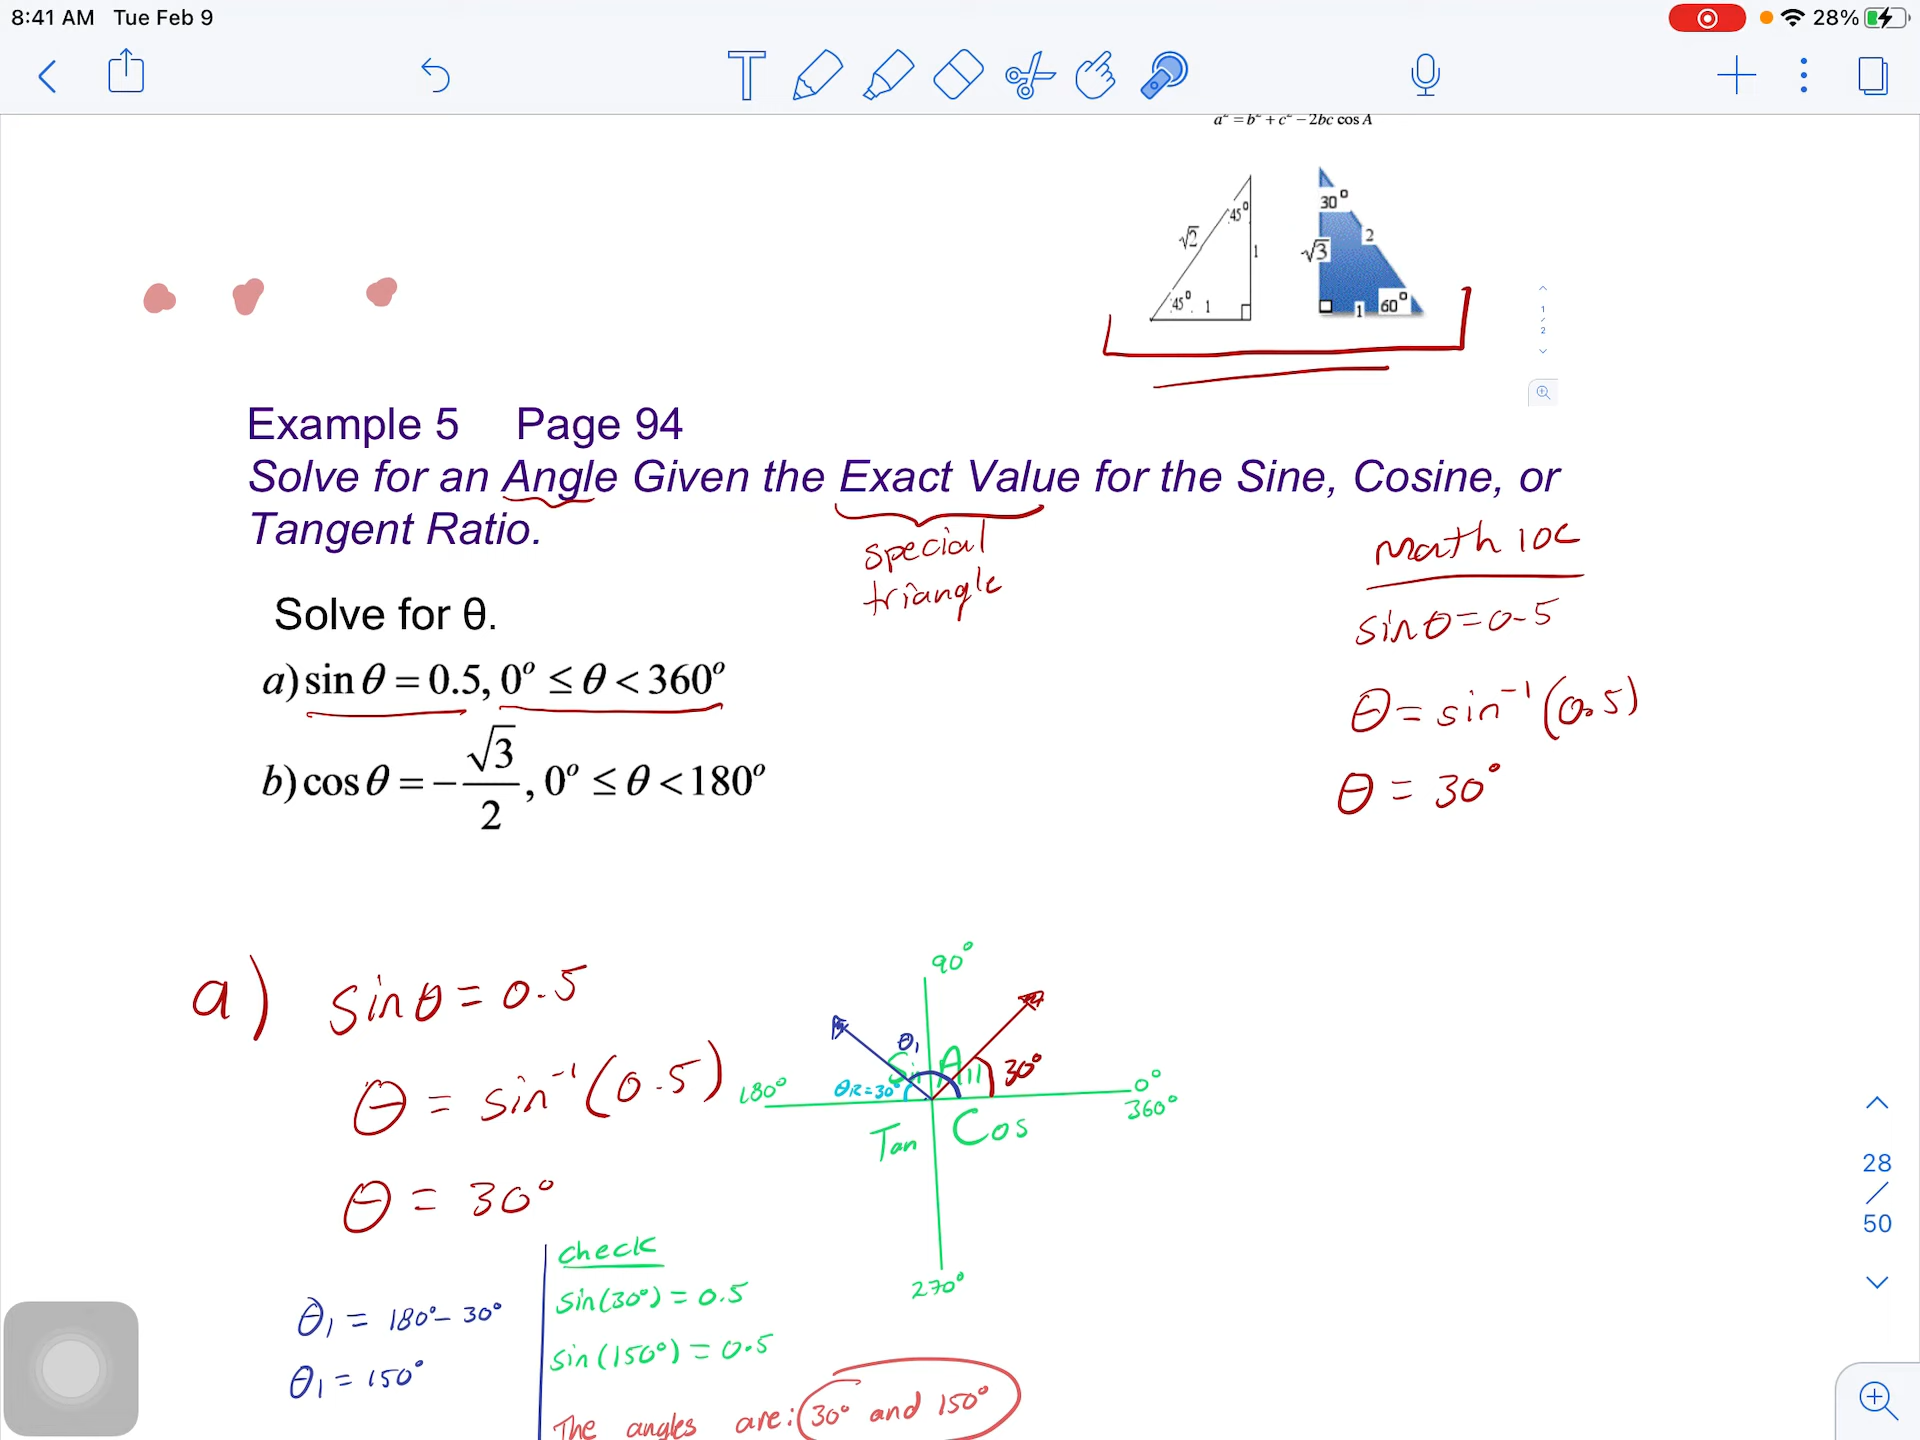 8:41 AM Tue Feb 9
28%
a² = b² + c² − 2bc cos A
45°
√2
1
45°
1
30°
2
√3
1
60°
1
/
2
Example 5 Page 94
Solve for an Angle Given the Exact Value for the Sine, Cosine, or
Tangent Ratio.
special
triangle
Math 10C
sinθ = 0.5
θ = sin⁻¹(0.5)
θ = 30°
Solve for θ.
a) sin θ = 0.5, 0° ≤ θ < 360°
b) cos θ = −√3/2, 0° ≤ θ < 180°
a) sinθ = 0.5
θ = sin⁻¹(0.5)
θ = 30°
90°
θ₁
Sin All
30°
180°
θR = 30°
0°
360°
Tan Cos
270°
θ₁ = 180° − 30°
θ₁ = 150°
check
sin(30°) = 0.5
sin(150°) = 0.5
The angles are: 30° and 150°
28
/
50